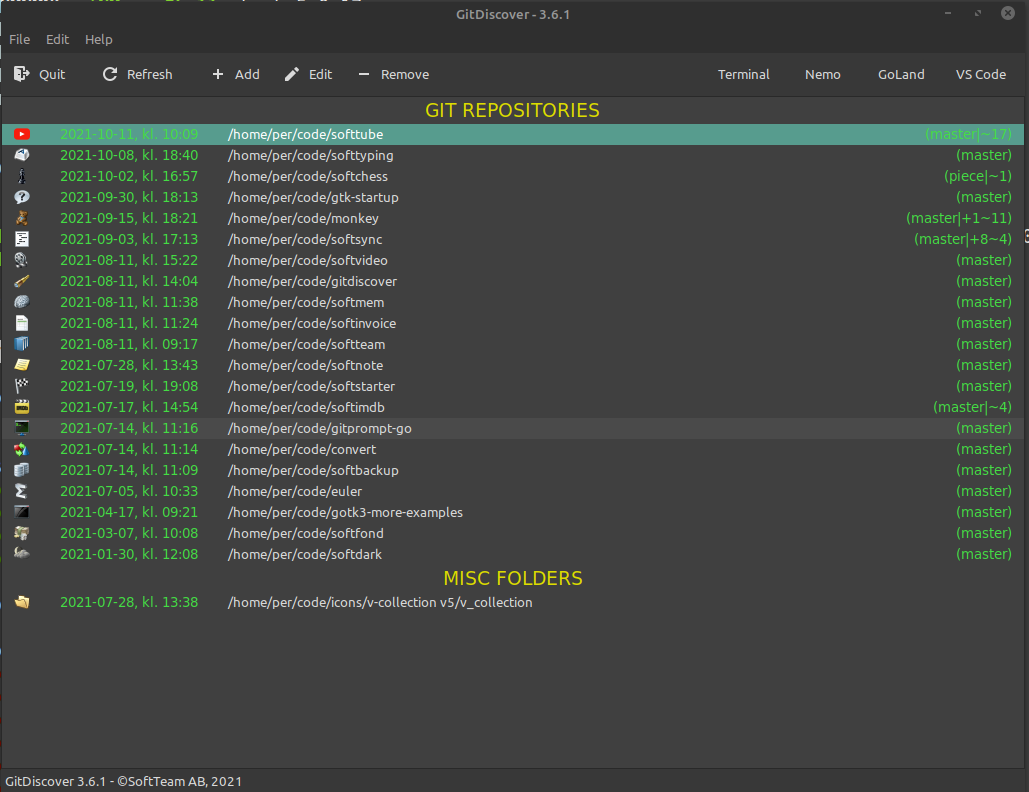 GitDiscover - 3.6.1
File Edit Help
Quit Refresh + Add Edit − Remove Terminal Nemo GoLand VS Code
GIT REPOSITORIES
2021-10-11, kl. 10:09 /home/per/code/softtube (master|~17)
2021-10-08, kl. 18:40 /home/per/code/softtyping (master)
2021-10-02, kl. 16:57 /home/per/code/softchess (piece|~1)
2021-09-30, kl. 18:13 /home/per/code/gtk-startup (master)
2021-09-15, kl. 18:21 /home/per/code/monkey (master|+1~11)
2021-09-03, kl. 17:13 /home/per/code/softsync (master|+8~4)
2021-08-11, kl. 15:22 /home/per/code/softvideo (master)
2021-08-11, kl. 14:04 /home/per/code/gitdiscover (master)
2021-08-11, kl. 11:38 /home/per/code/softmem (master)
2021-08-11, kl. 11:24 /home/per/code/softinvoice (master)
2021-08-11, kl. 09:17 /home/per/code/softteam (master)
2021-07-28, kl. 13:43 /home/per/code/softnote (master)
2021-07-19, kl. 19:08 /home/per/code/softstarter (master)
2021-07-17, kl. 14:54 /home/per/code/softimdb (master|~4)
2021-07-14, kl. 11:16 /home/per/code/gitprompt-go (master)
2021-07-14, kl. 11:14 /home/per/code/convert (master)
2021-07-14, kl. 11:09 /home/per/code/softbackup (master)
2021-07-05, kl. 10:33 /home/per/code/euler (master)
2021-04-17, kl. 09:21 /home/per/code/gotk3-more-examples (master)
2021-03-07, kl. 10:08 /home/per/code/softfond (master)
2021-01-30, kl. 12:08 /home/per/code/softdark (master)
MISC FOLDERS
2021-07-28, kl. 13:38 /home/per/code/icons/v-collection v5/v_collection
GitDiscover 3.6.1 - ©SoftTeam AB, 2021